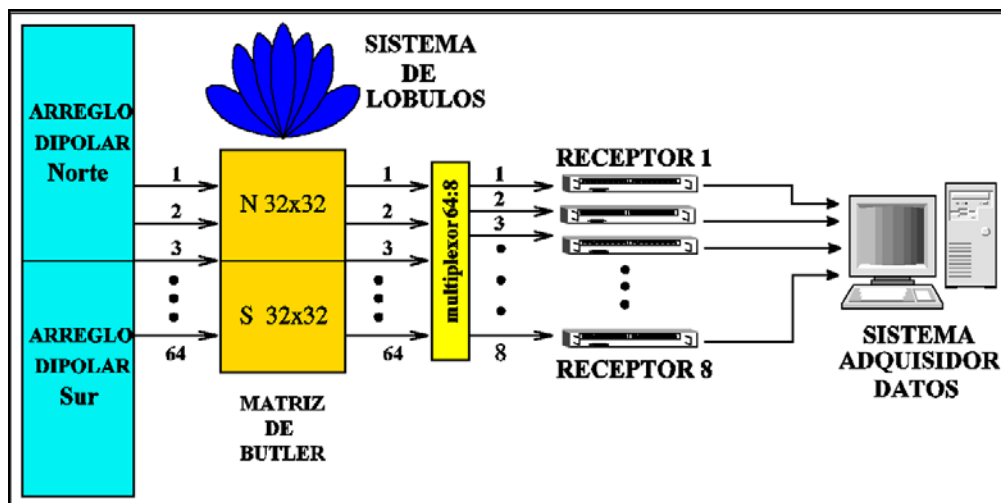 SISTEMA
DE
LOBULOS
ARREGLO
DIPOLAR
Norte
ARREGLO
DIPOLAR
Sur
1
2
3
64
N 32x32
S 32x32
MATRIZ
DE
BUTLER
1
2
3
64
multiplexor 64:8
1
2
3
8
RECEPTOR 1
RECEPTOR 8
SISTEMA
ADQUISIDOR
DATOS